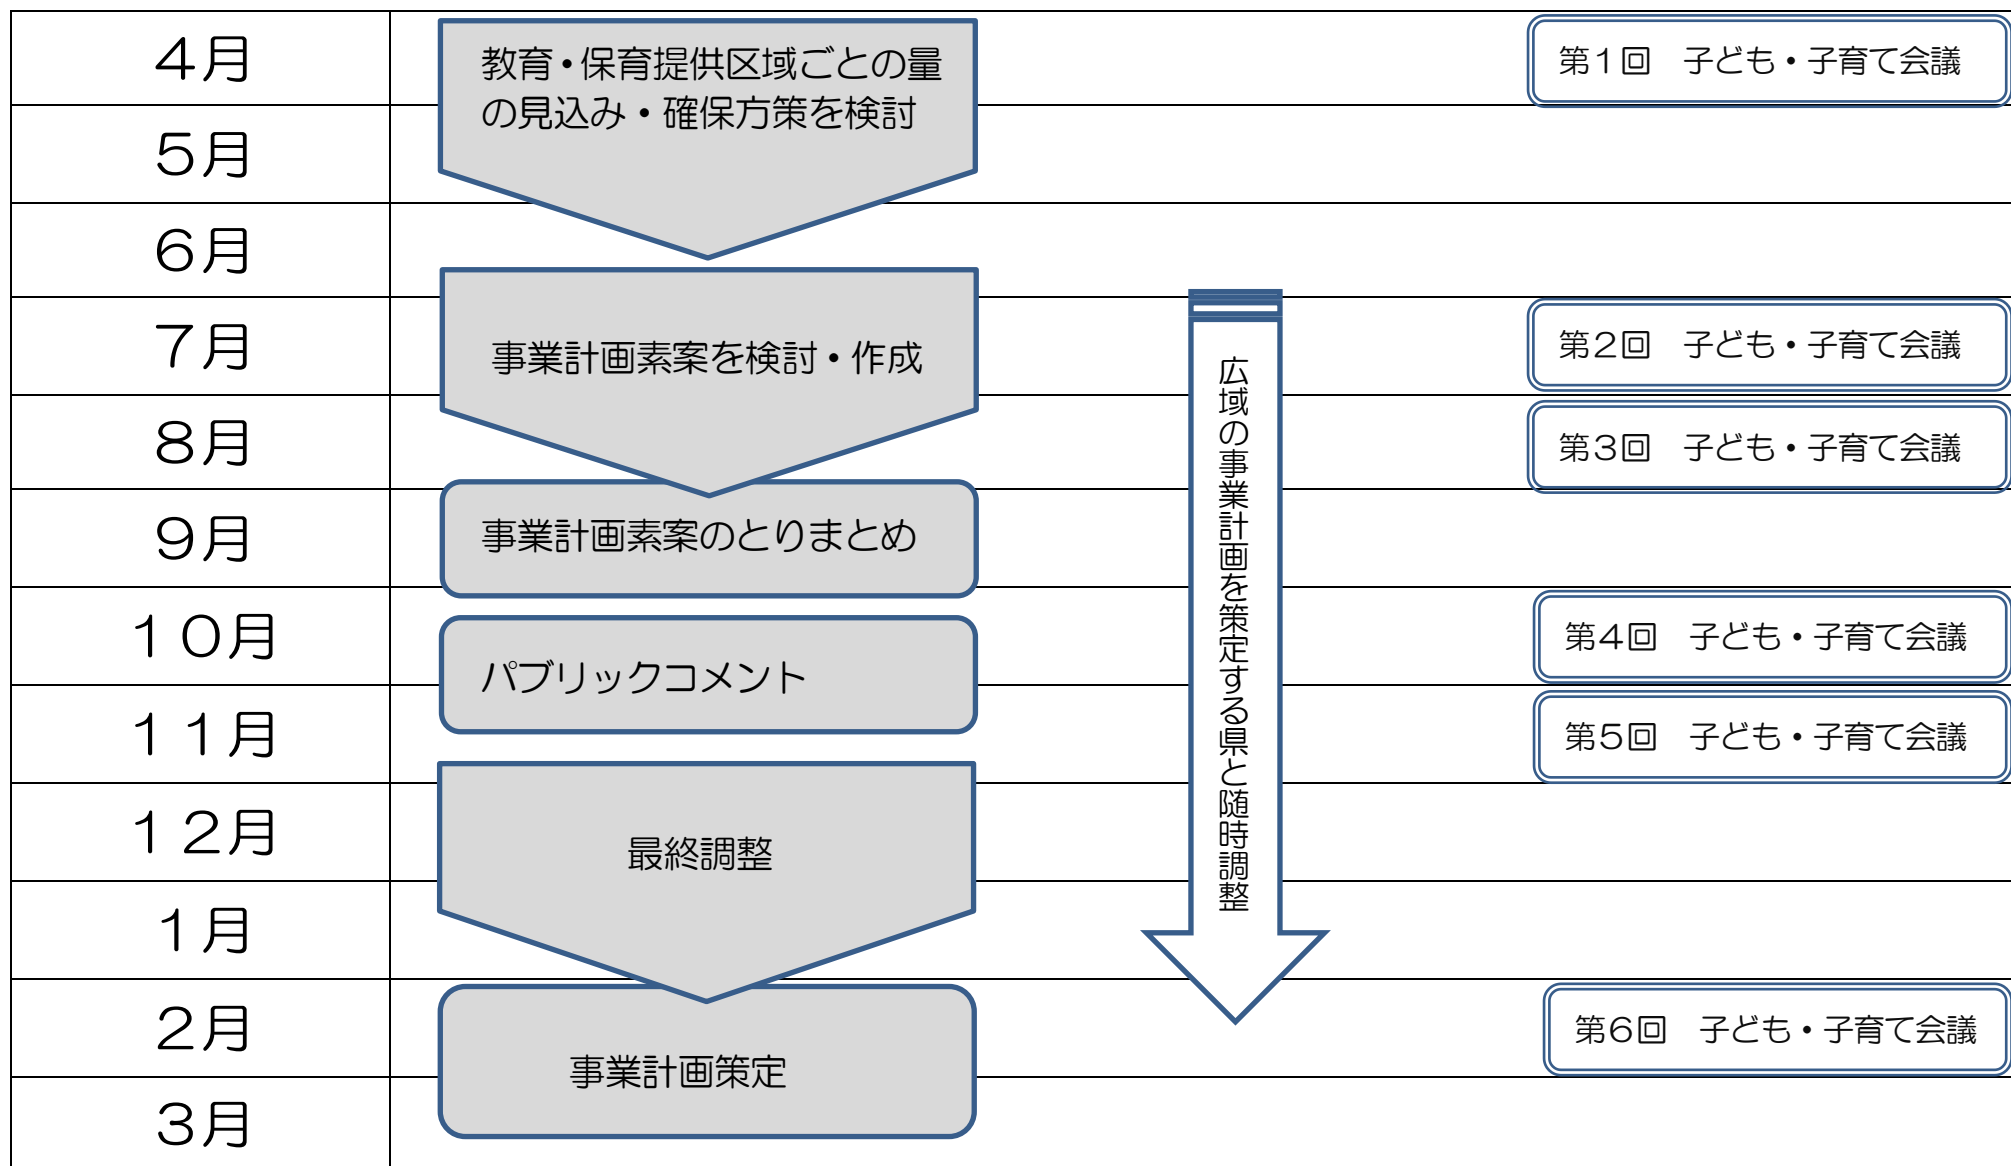 ４月
教育・保育提供区域ごとの量
の見込み・確保方策を検討
第１回　子ども・子育て会議
５月
６月
７月
事業計画素案を検討・作成
第２回　子ども・子育て会議
広域の事業計画を策定する県と随時調整
８月
第３回　子ども・子育て会議
９月
事業計画素案のとりまとめ
１０月
パブリックコメント
第４回　子ども・子育て会議
１１月
第５回　子ども・子育て会議
１２月
最終調整
１月
２月
事業計画策定
第６回　子ども・子育て会議
３月